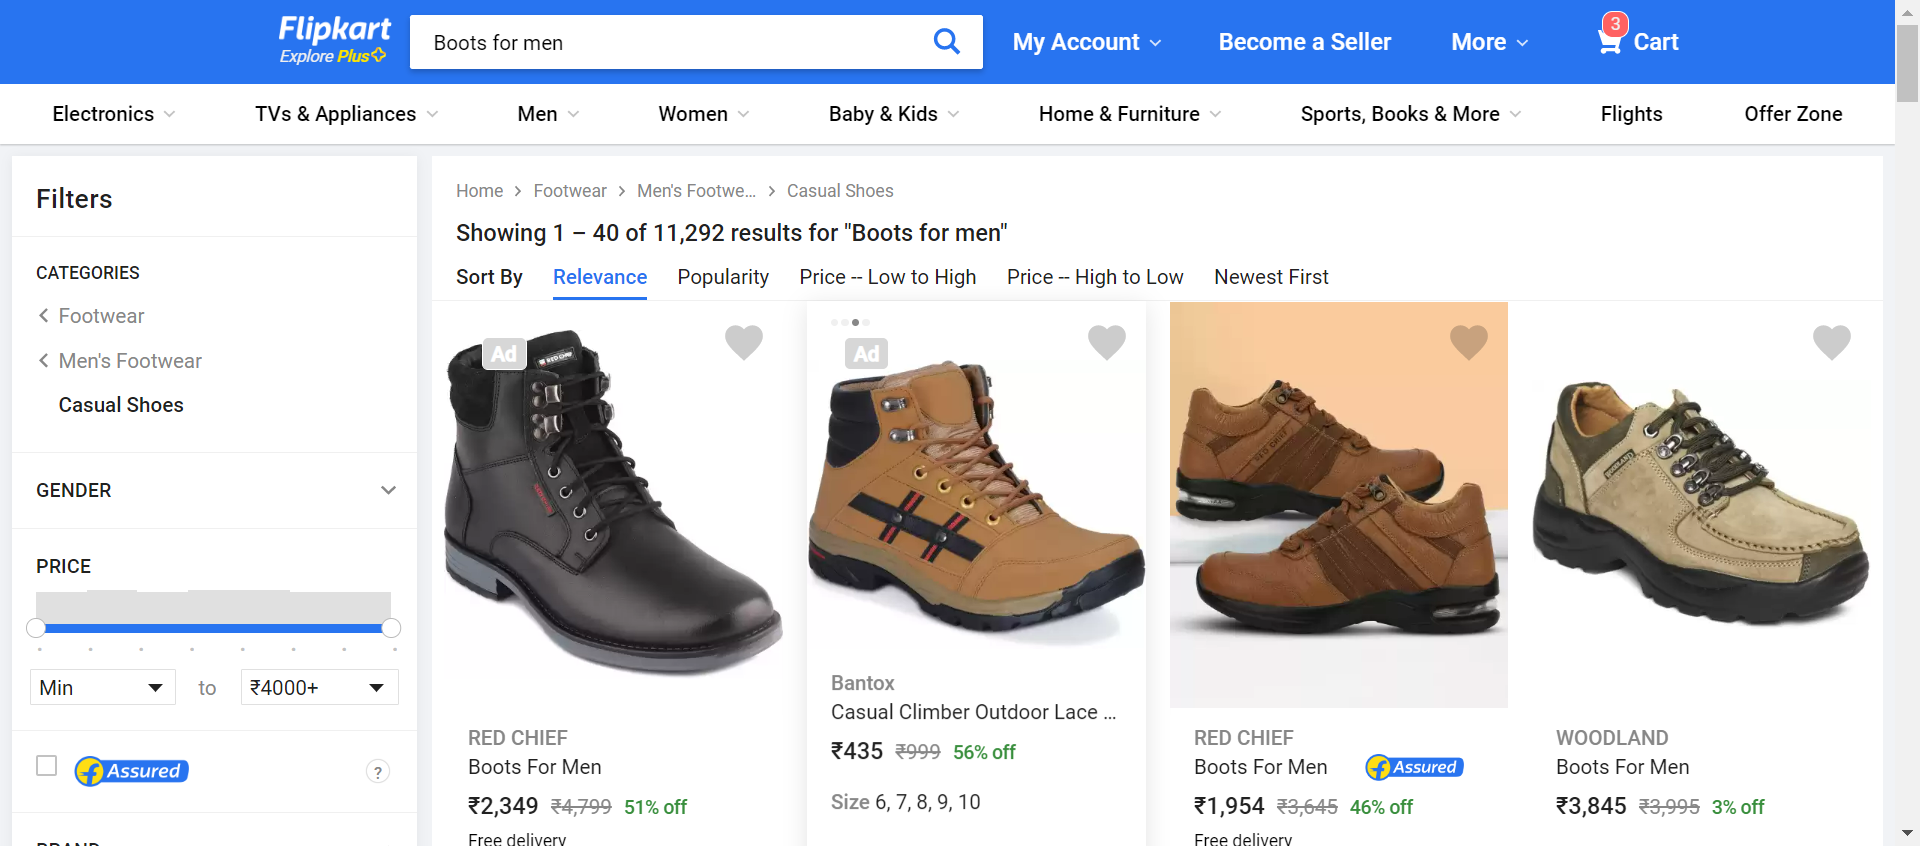 Flipkart
Explore Plus
Boots for men
My Account
Become a Seller
More
3
Cart
Electronics
TVs & Appliances
Men
Women
Baby & Kids
Home & Furniture
Sports, Books & More
Flights
Offer Zone
Filters
CATEGORIES
Footwear
Men's Footwear
Casual Shoes
GENDER
PRICE
Min to ₹4000+
Assured
?
Home > Footwear > Men's Footwe... > Casual Shoes
Showing 1 – 40 of 11,292 results for "Boots for men"
Sort By Relevance Popularity Price -- Low to High Price -- High to Low Newest First
Ad
RED CHIEF
RED CHIEF
Boots For Men
₹2,349 ₹4,799 51% off
Free delivery
Ad
Bantox
Casual Climber Outdoor Lace ...
₹435 ₹999 56% off
Size 6, 7, 8, 9, 10
RED CHIEF
RED CHIEF
Boots For Men
Assured
₹1,954 ₹3,645 46% off
Free delivery
WOODLAND
WOODLAND
Boots For Men
₹3,845 ₹3,995 3% off